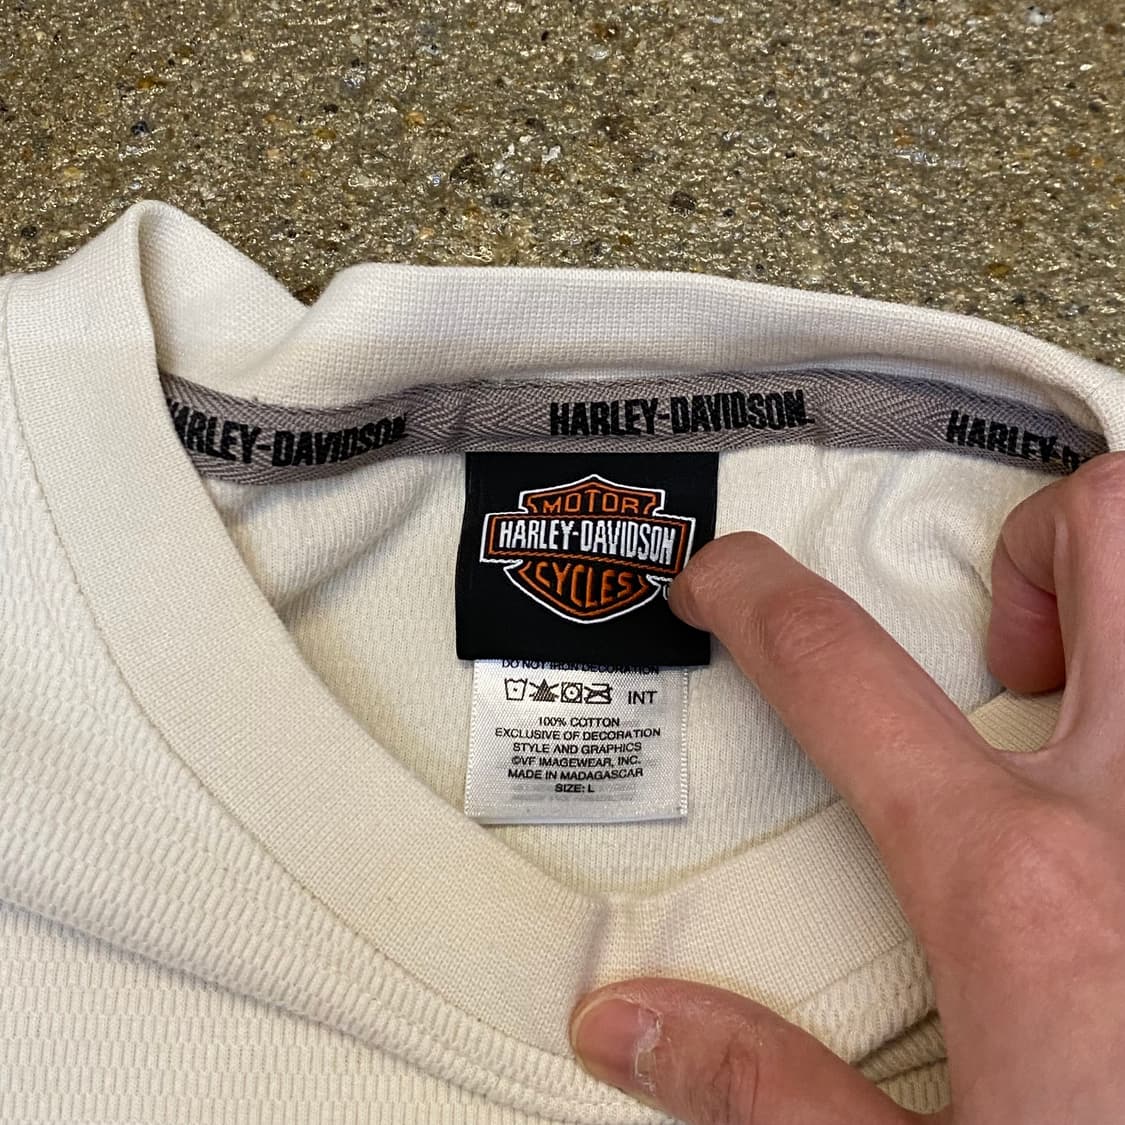 HARLEY-DAVIDSON
HARLEY-DAVIDSON
HARLEY-D
MOTOR
HARLEY-DAVIDSON
CYCLES
DO NOT IRON DECORATION
INT
100% COTTON
EXCLUSIVE OF DECORATION
STYLE AND GRAPHICS
©VF IMAGEWEAR, INC.
MADE IN MADAGASCAR
SIZE: L